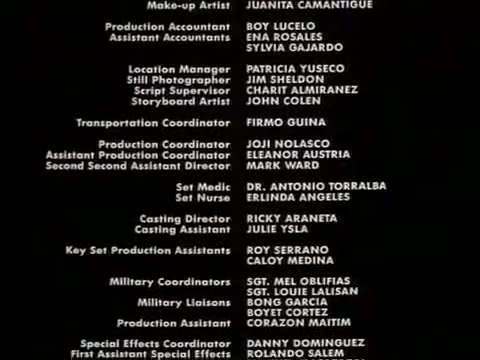 Make-up Artist JUANITA CAMANTIGUE
Production Accountant BOY LUCELO
Assistant Accountants ENA ROSALES
SYLVIA GAJARDO
Location Manager PATRICIA YUSECO
Still Photographer JIM SHELDON
Script Supervisor CHARIT ALMIRANEZ
Storyboard Artist JOHN COLEN
Transportation Coordinator FIRMO GUINA
Production Coordinator JOJI NOLASCO
Assistant Production Coordinator ELEANOR AUSTRIA
Second Second Assistant Director MARK WARD
Set Medic DR. ANTONIO TORRALBA
Set Nurse ERLINDA ANGELES
Casting Director RICKY ARANETA
Casting Assistant JULIE YSLA
Key Set Production Assistants ROY SERRANO
CALOY MEDINA
Military Coordinators SGT. MEL OBLIFIAS
SGT. LOUIE LALISAN
Military Liaisons BONG GARCIA
BOYET CORTEZ
Production Assistant CORAZON MAITIM
Special Effects Coordinator DANNY DOMINGUEZ
First Assistant Special Effects ROLANDO SALEM